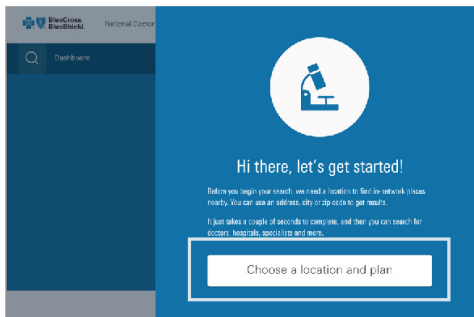 BlueCross
BlueShield
National Doctor
Dashboard
Hi there, let's get started!
Before you begin your search, we need a location to find in-network places
nearby. You can use an address, city or zip code to get results.
It just takes a couple of seconds to complete, and then you can search for
doctors, hospitals, specialists and more.
Choose a location and plan